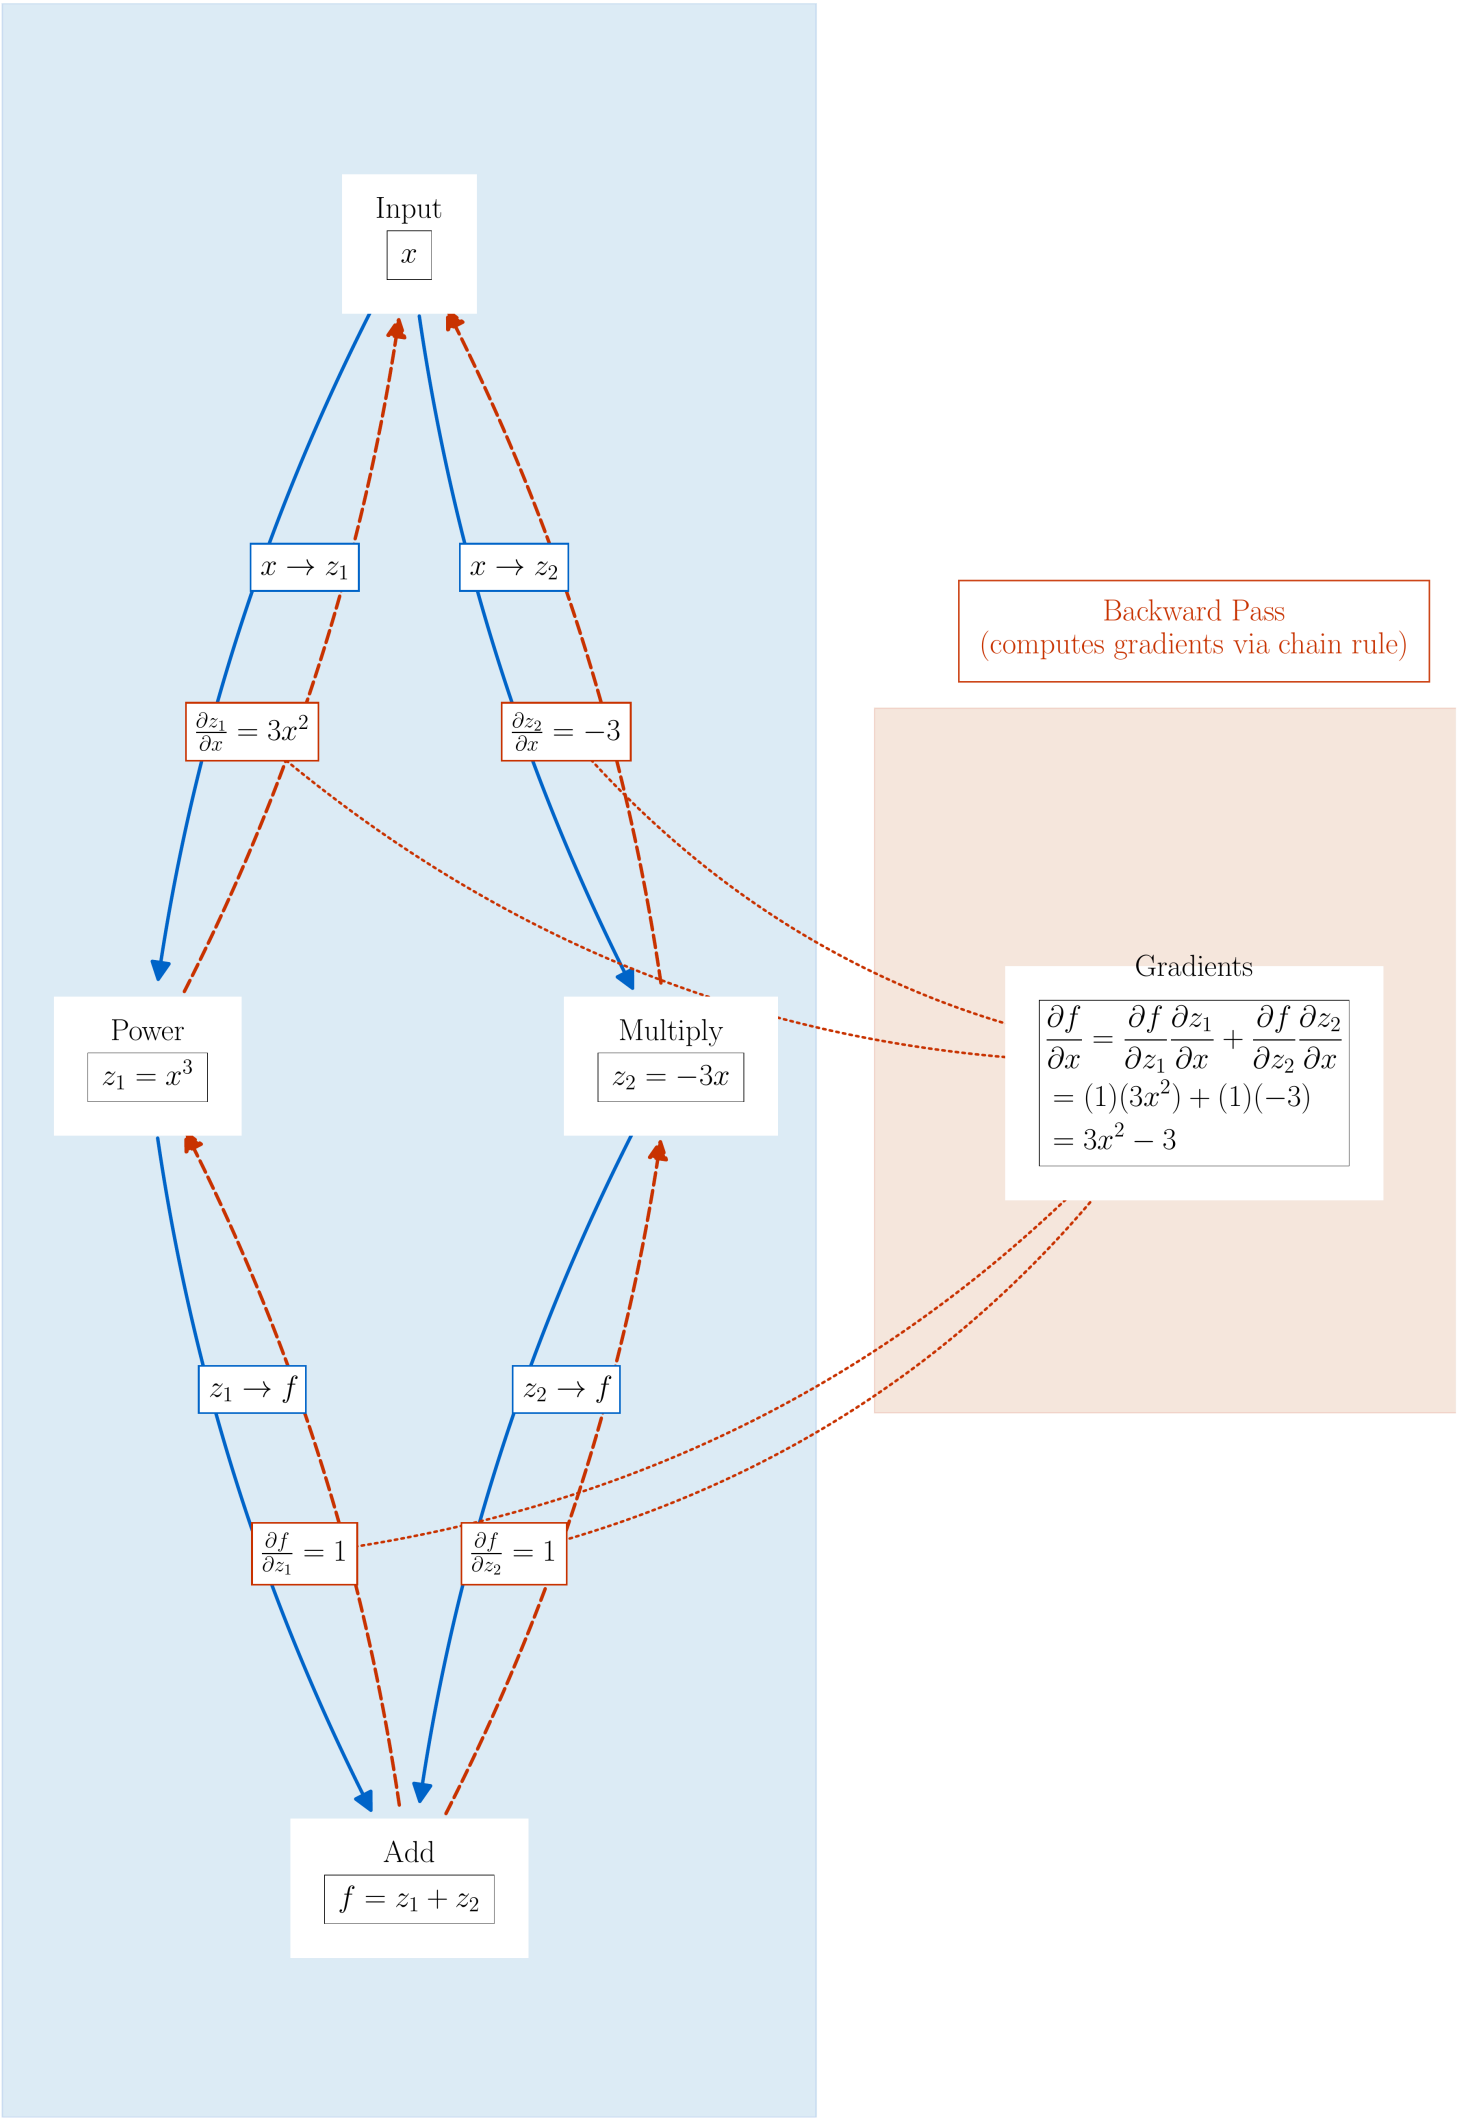 Input
x
x → z₁
x → z₂
∂z₁/∂x = 3x²
∂z₂/∂x = −3
Power
z₁ = x³
Multiply
z₂ = −3x
z₁ → f
z₂ → f
∂f/∂z₁ = 1
∂f/∂z₂ = 1
Add
f = z₁ + z₂
Backward Pass
(computes gradients via chain rule)
Gradients
∂f/∂x = ∂f/∂z₁ ∂z₁/∂x + ∂f/∂z₂ ∂z₂/∂x
= (1)(3x²) + (1)(−3)
= 3x² − 3